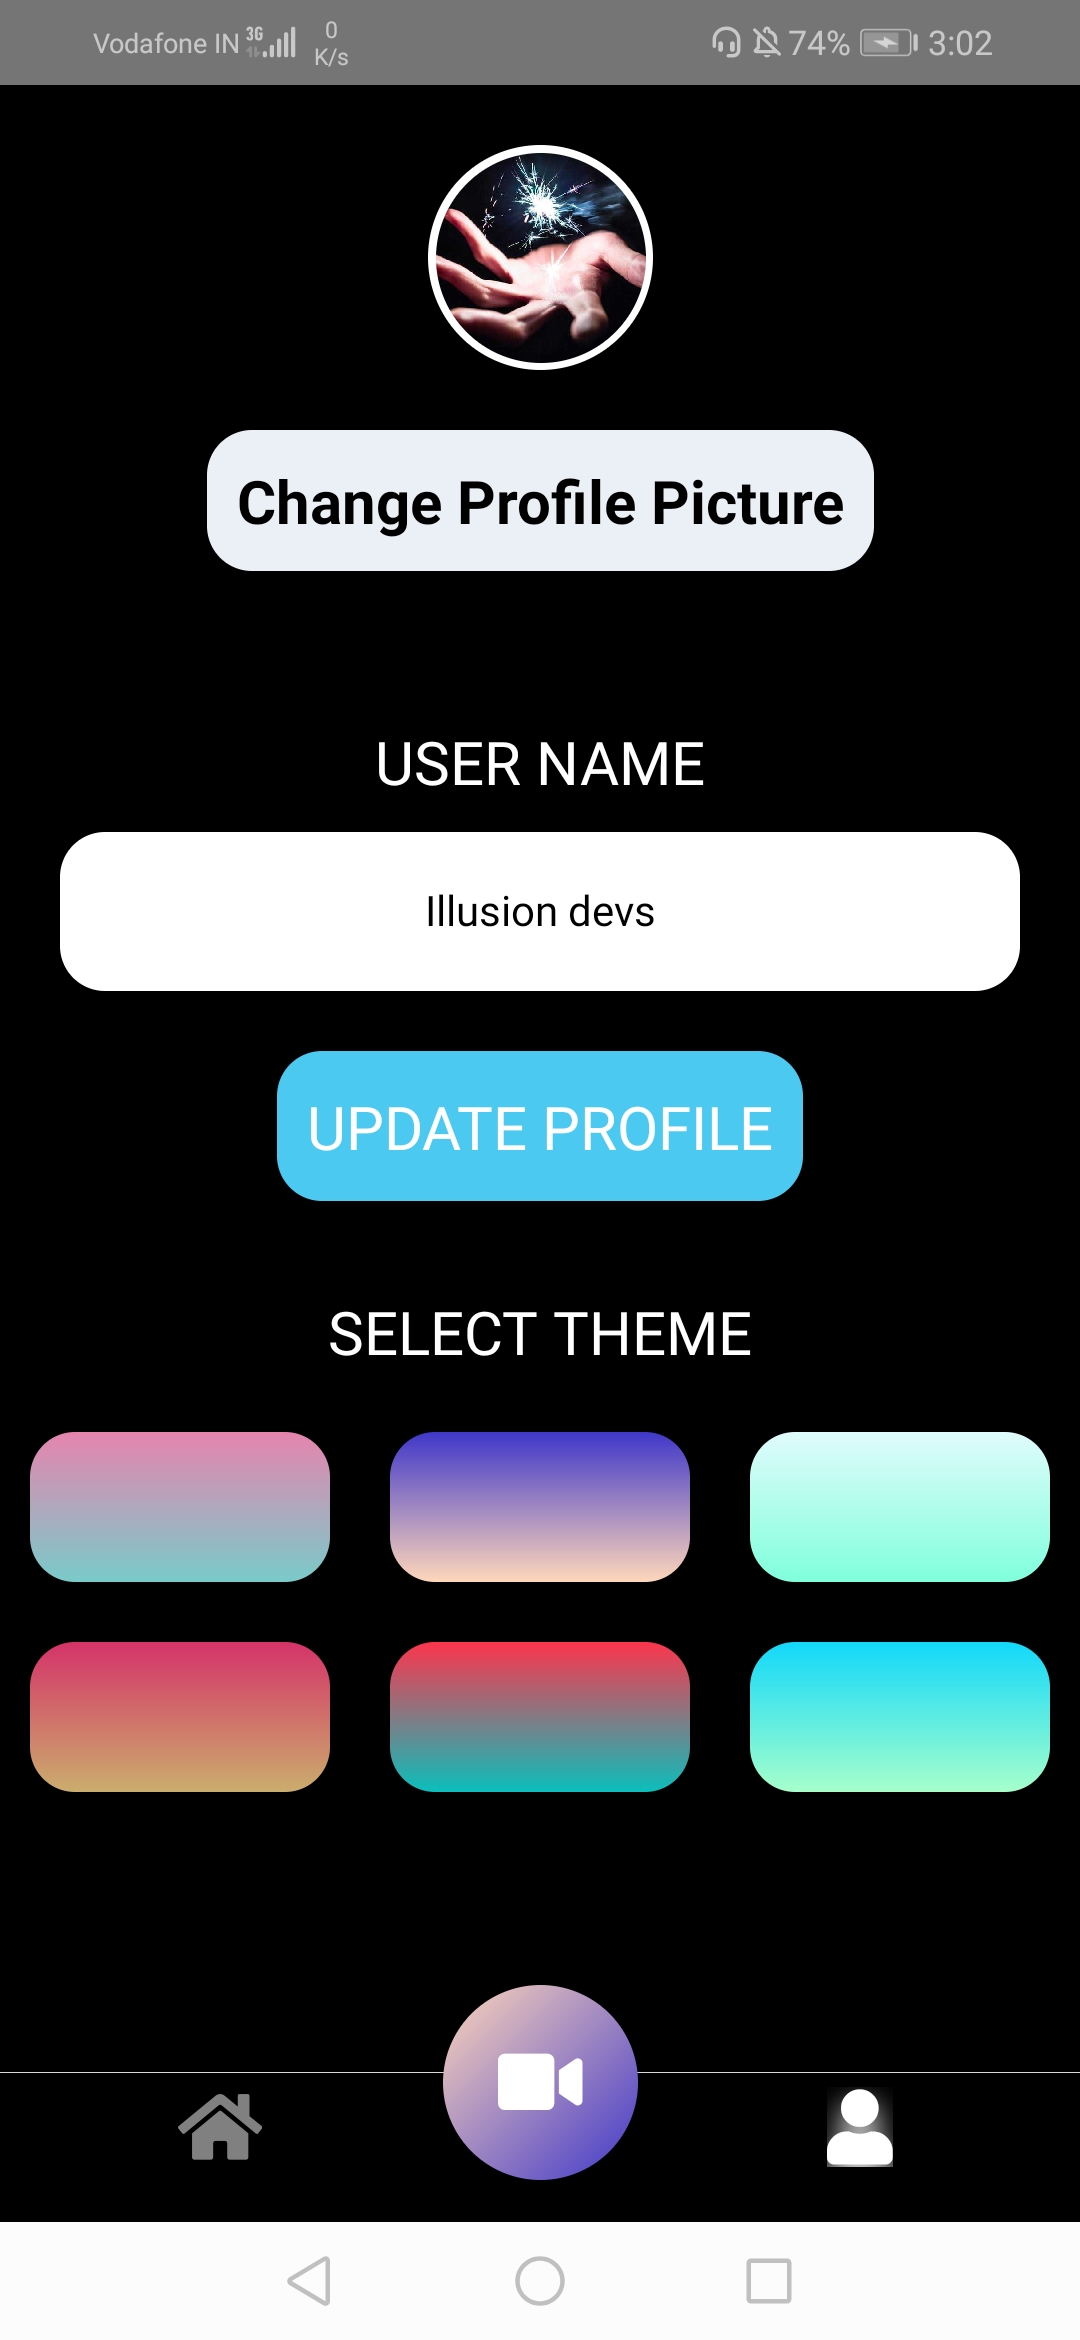 Vodafone IN 3G 0 K/s 74% 3:02
Change Profile Picture
USER NAME
Illusion devs
UPDATE PROFILE
SELECT THEME